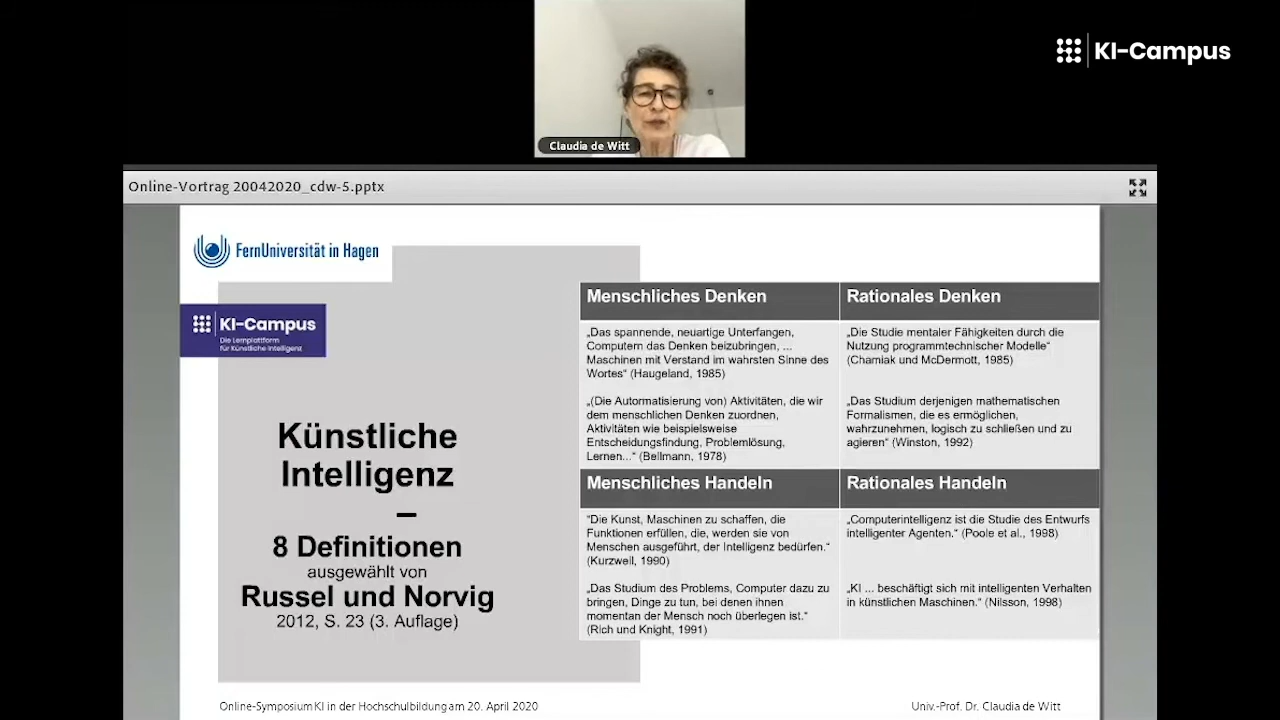 KI-Campus
Claudia de Witt
Online-Vortrag 20042020_cdw-5.pptx
FernUniversität in Hagen
KI-Campus
Die Lernplattform
für Künstliche Intelligenz
Künstliche
Intelligenz
–
8 Definitionen
ausgewählt von
Russel und Norvig
2012, S. 23 (3. Auflage)
Menschliches Denken
„Das spannende, neuartige Unterfangen,
Computern das Denken beizubringen, ...
Maschinen mit Verstand im wahrsten Sinne des
Wortes“ (Haugeland, 1985)
„(Die Autormatisierung von) Aktivitäten, die wir
dem menschlichen Denken zuordnen,
Aktivitäten wie beispielsweise
Entscheidungsfindung, Problemlösung,
Lernen...“ (Bellmann, 1978)
Rationales Denken
„Die Studie mentaler Fähigkeiten durch die
Nutzung programmtechnischer Modelle“
(Charniak und McDermott, 1985)
„Das Studium derjenigen mathematischen
Formalismen, die es ermöglichen,
wahrzunehmen, logisch zu schließen und zu
agieren“ (Winston, 1992)
Menschliches Handeln
“Die Kunst, Maschinen zu schaffen, die
Funktionen erfüllen, die, werden sie von
Menschen ausgeführt, der Intelligenz bedürfen.“
(Kurzweil, 1990)
„Das Studium des Problems, Computer dazu zu
bringen, Dinge zu tun, bei denen ihnen
momentan der Mensch noch überlegen ist.“
(Rich und Knight, 1991)
Rationales Handeln
„Computerintelligenz ist die Studie des Entwurfs
intelligenter Agenten.“ (Poole et al., 1998)
„KI ... beschäftigt sich mit intelligenten Verhalten
in künstlichen Maschinen.“ (Nilsson, 1998)
Online-Symposium KI in der Hochschulbildung am 20. April 2020
Univ.-Prof. Dr. Claudia de Witt